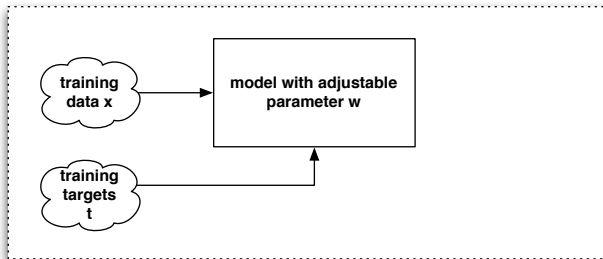 training
data x
model with adjustable
parameter w
training
targets
t